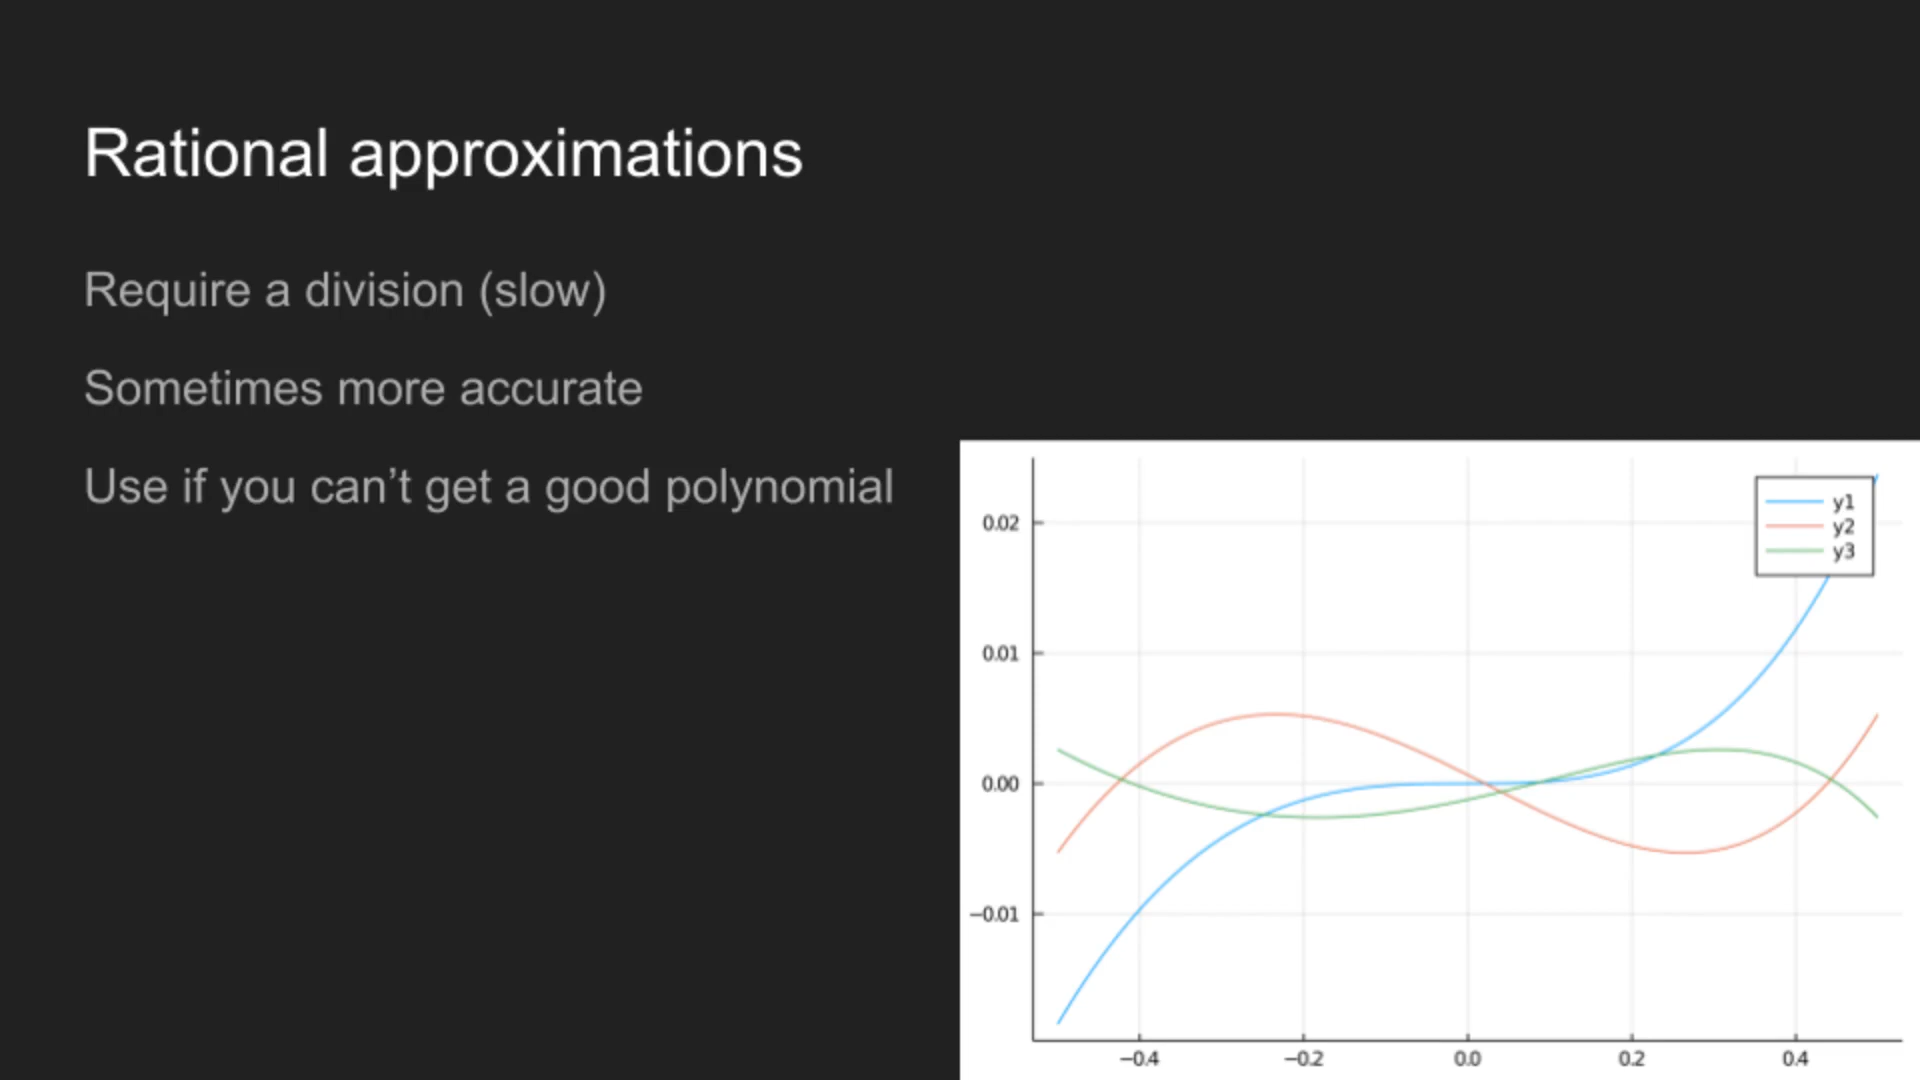 Rational approximations
Require a division (slow)
Sometimes more accurate
Use if you can’t get a good polynomial
y1
y2
y3
0.02
0.01
0.00
−0.01
−0.4 −0.2 0.0 0.2 0.4